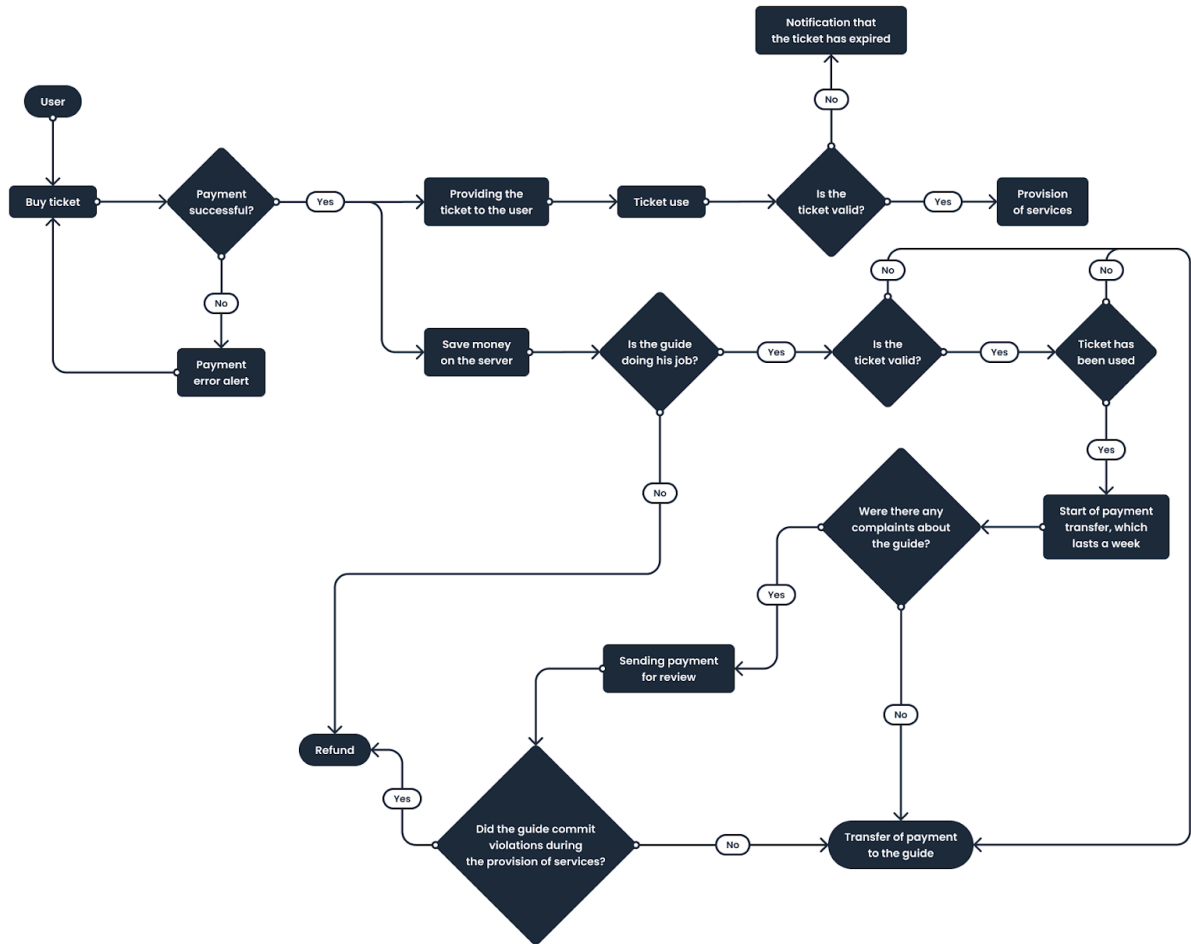 Notification that
the ticket has expired
User
No
Buy ticket
Payment
successful?
Yes
Providing the
ticket to the user
Ticket use
Is the
ticket valid?
Yes
Provision
of services
No
No
No
Payment
error alert
Save money
on the server
Is the guide
doing his job?
Yes
Is the
ticket valid?
Yes
Ticket has
been used
Yes
No
Were there any
complaints about
the guide?
Start of payment
transfer, which
lasts a week
Yes
Sending payment
for review
No
Refund
Yes
Did the guide commit
violations during
the provision of services?
No
Transfer of payment
to the guide